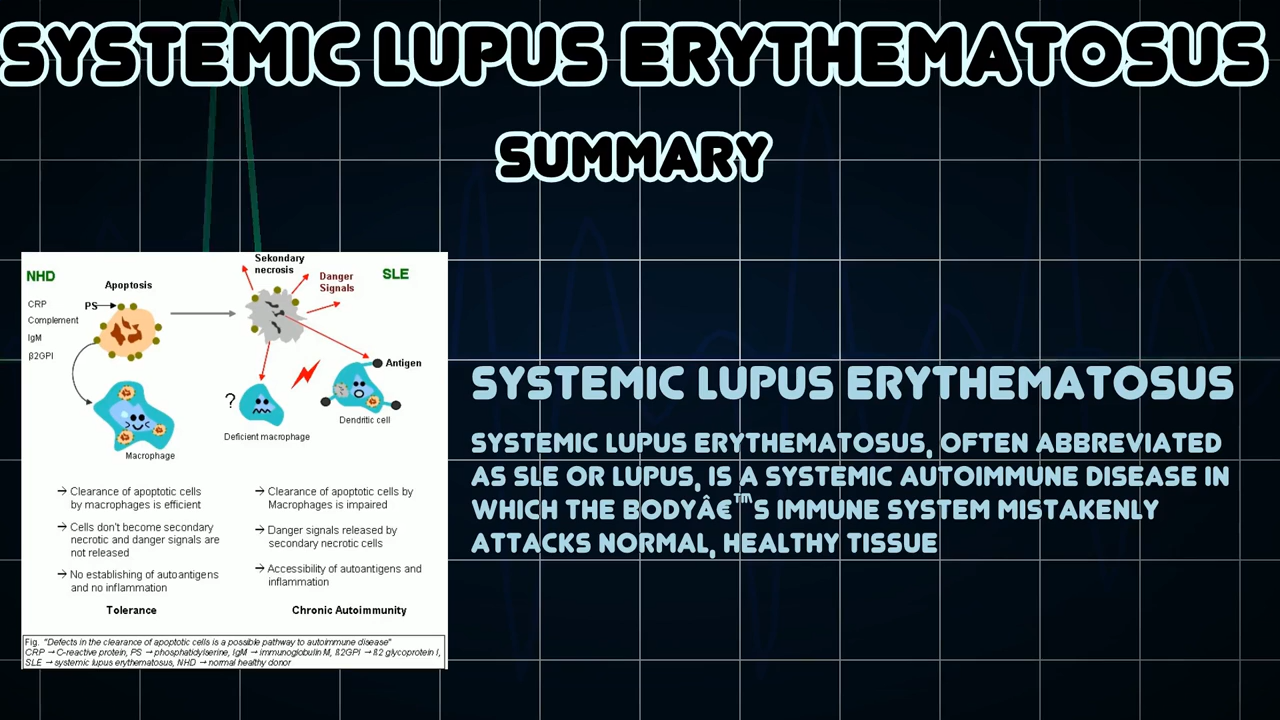 SYSTEMIC LUPUS ERYTHEMATOSUS
SUMMARY
NHD
Apoptosis
CRP
PS
Complement
IgM
β2GPI
Macrophage
Sekondary
necrosis
Danger
Signals
SLE
Antigen
?
Deficient macrophage
Dendritic cell
→ Clearance of apoptotic cells
by macrophages is efficient
→ Cells don't become secondary
necrotic and danger signals are
not released
→ No establishing of autoantigens
and no inflammation
Tolerance
→ Clearance of apoptotic cells by
Macrophages is impaired
→ Danger signals released by
secondary necrotic cells
→ Accessibility of autoantigens and
inflammation
Chronic Autoimmunity
Fig. "Defects in the clearance of apoptotic cells is a possible pathway to autoimmune disease"
CRP → C-reactive protein, PS → phosphatidylserine, IgM → immunoglobulin M, ß2GPI → ß2 glycoprotein I,
SLE → systemic lupus erythematosus, NHD → normal healthy donor
SYSTEMIC LUPUS ERYTHEMATOSUS
SYSTEMIC LUPUS ERYTHEMATOSUS, OFTEN ABBREVIATED
AS SLE OR LUPUS, IS A SYSTEMIC AUTOIMMUNE DISEASE IN
WHICH THE BODYÂ€™S IMMUNE SYSTEM MISTAKENLY
ATTACKS NORMAL, HEALTHY TISSUE